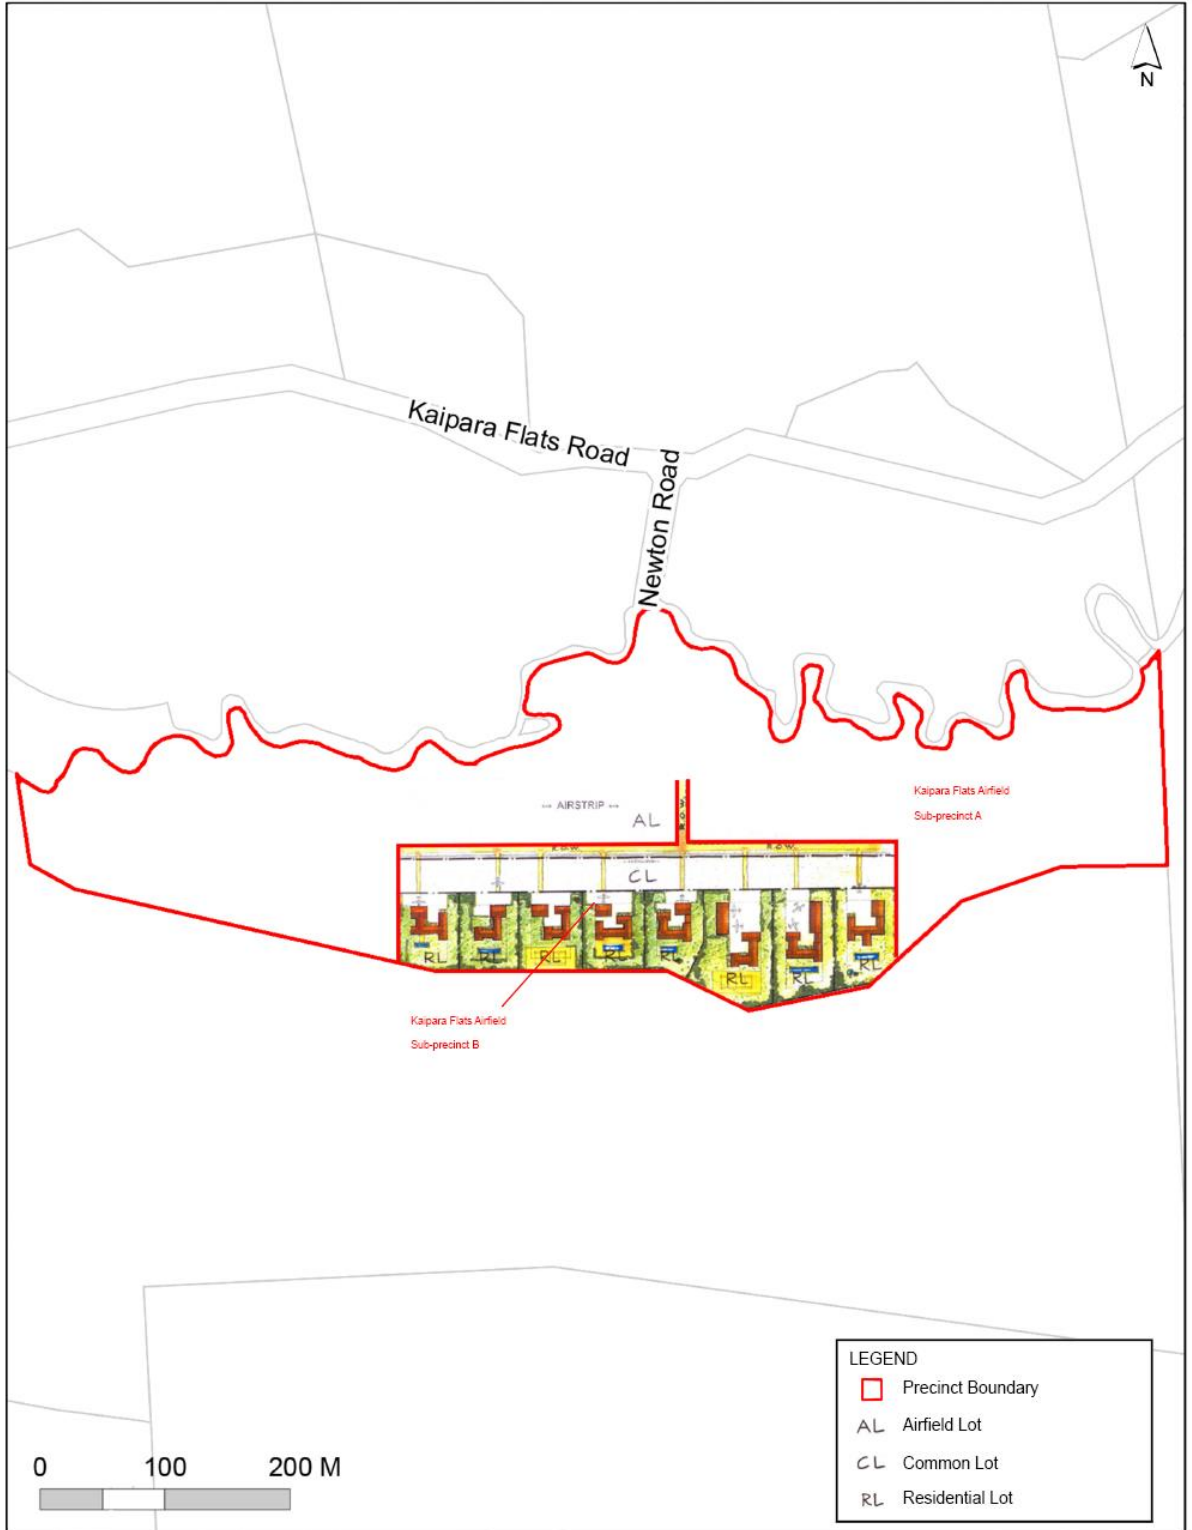 N
Kaipara Flats Road
Newton Road
Kaipara Flats Airfield
Sub-precinct A
AIRSTRIP
AL
R.O.W.
R.O.W.
R.O.W.
CL
RL
RL
RL
RL
RL
RL
RL
RL
Kaipara Flats Airfield
Sub-precinct B
LEGEND
Precinct Boundary
AL Airfield Lot
CL Common Lot
RL Residential Lot
0 100 200 M